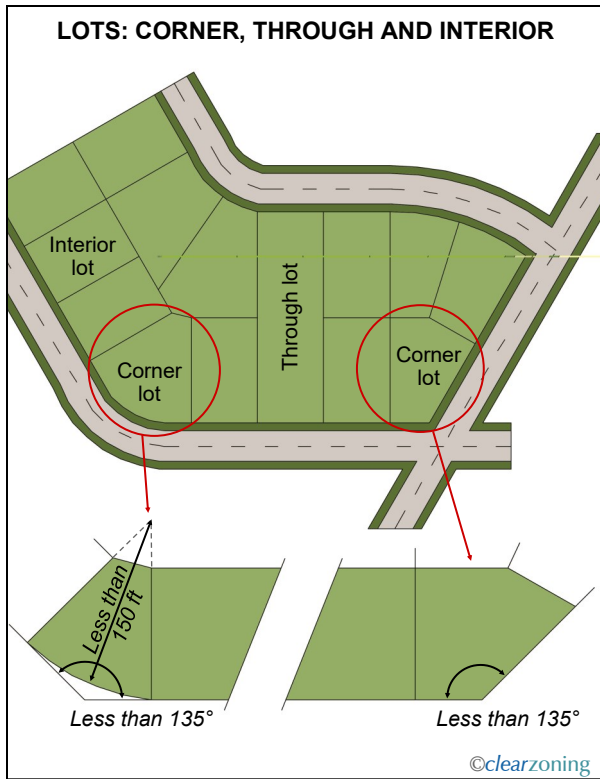 LOTS: CORNER, THROUGH AND INTERIOR
Interior
lot
Through lot
Corner
lot
Corner
lot
Less than
150 ft
Less than 135°
Less than 135°
©clearzoning